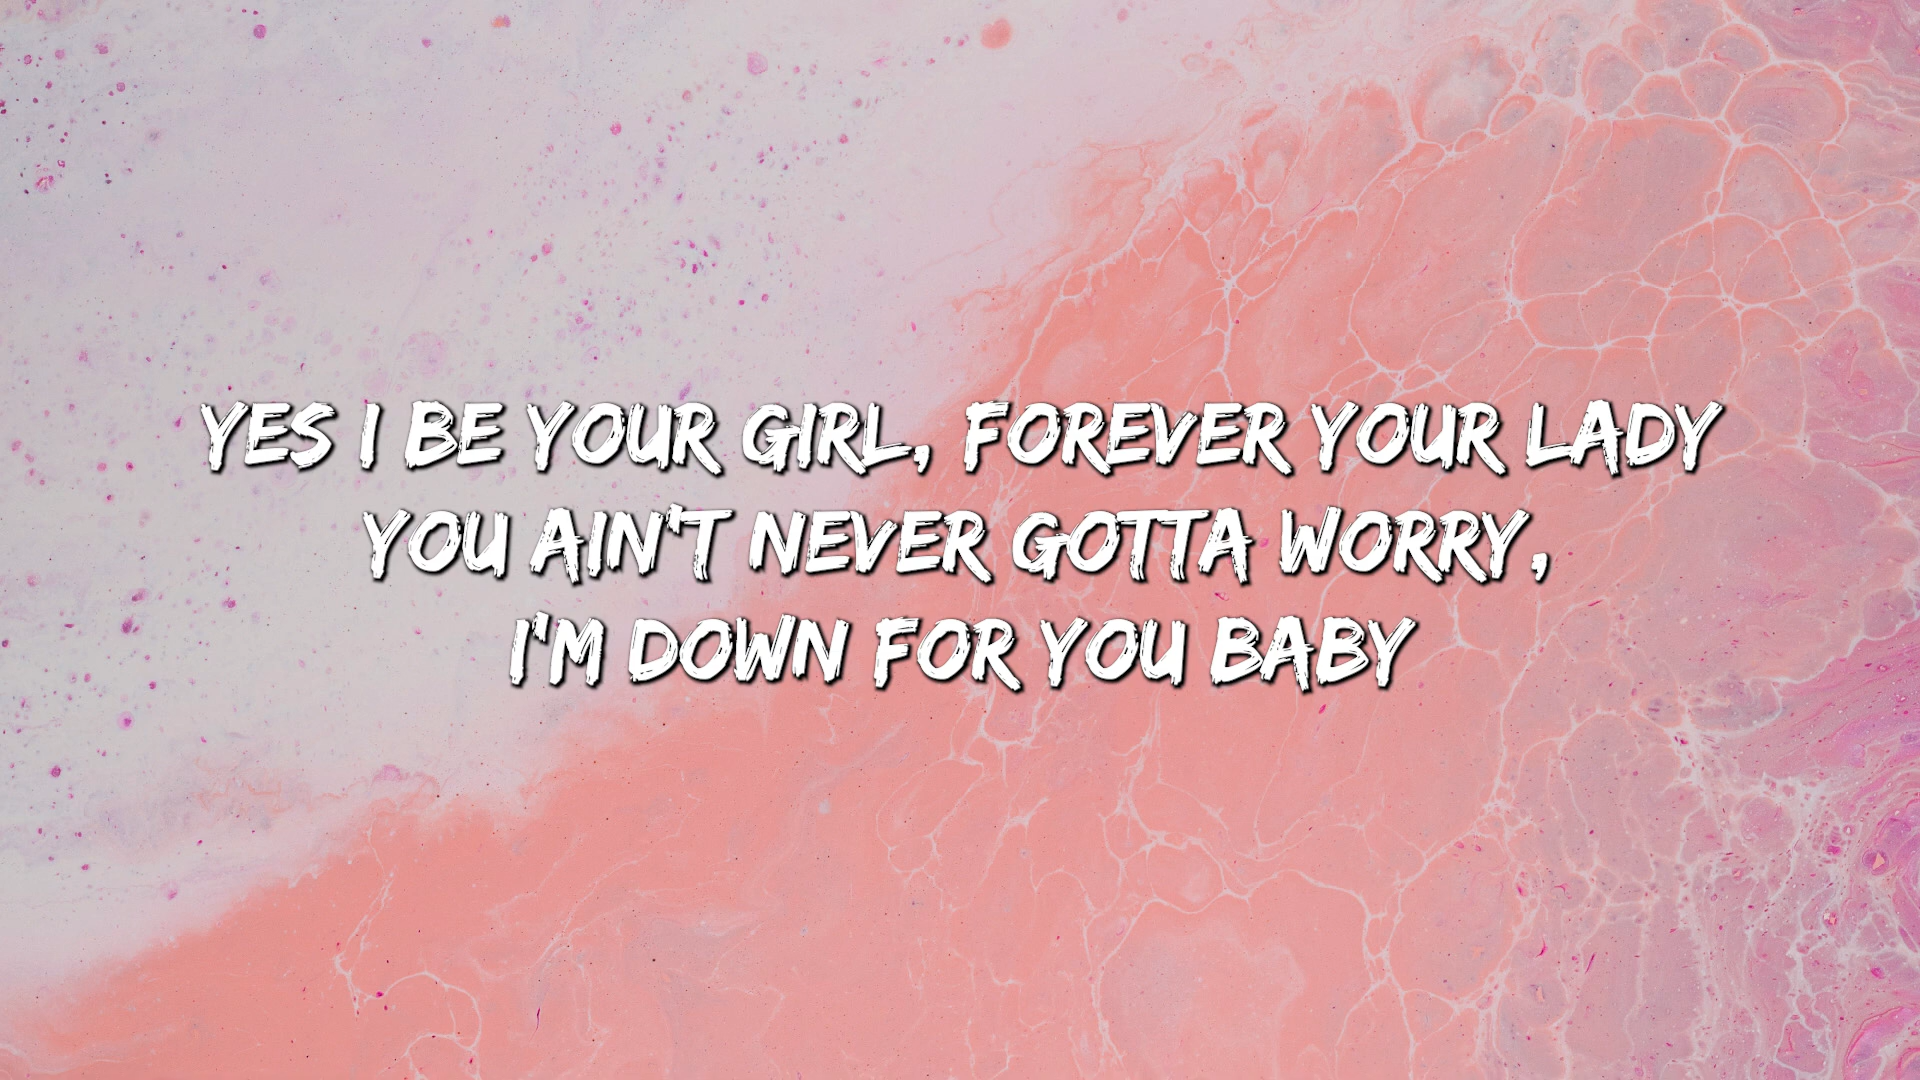 YES I BE YOUR GIRL, FOREVER YOUR LADY
YOU AIN'T NEVER GOTTA WORRY,
I'M DOWN FOR YOU BABY